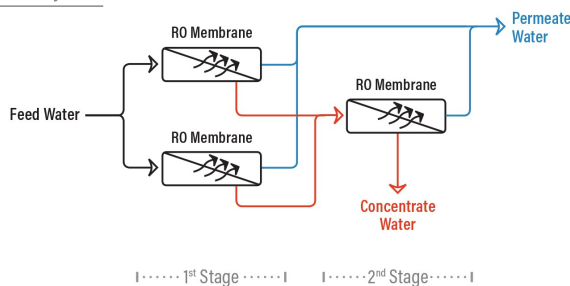 RO Membrane
Permeate
Water
RO Membrane
Feed Water
RO Membrane
Concentrate
Water
1st Stage
2nd Stage